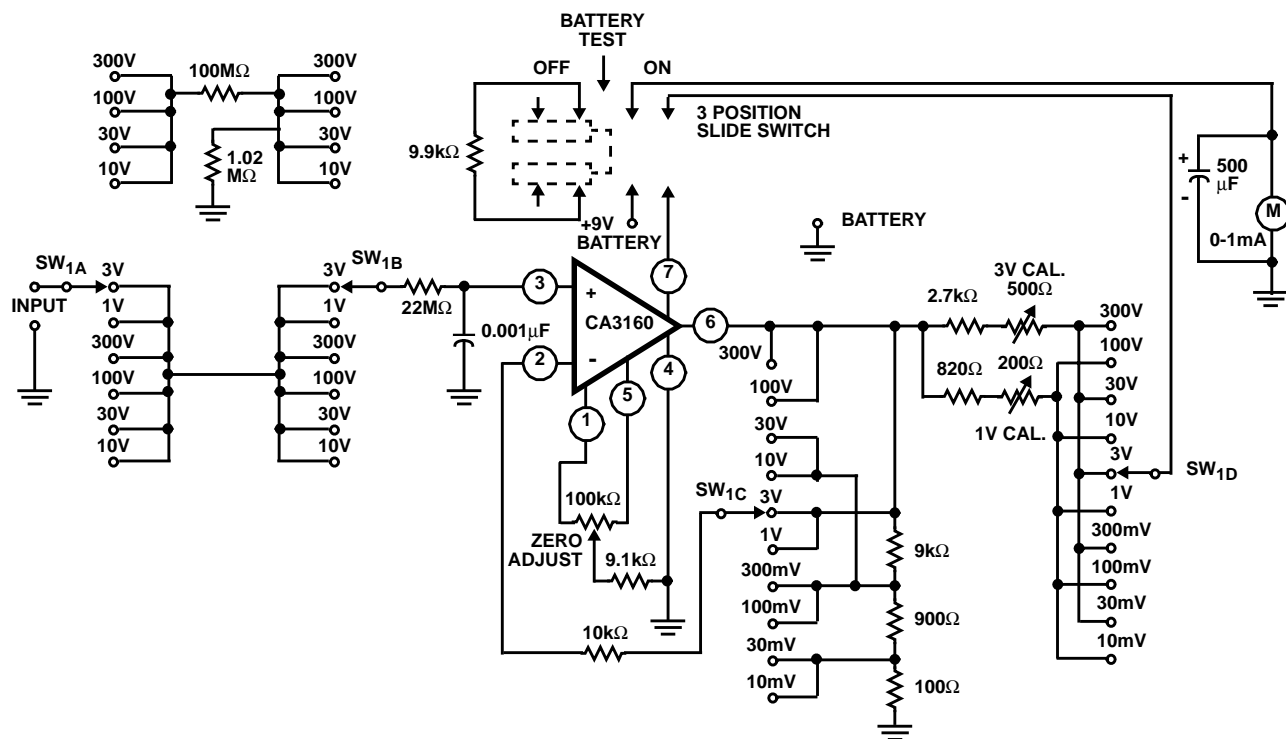 BATTERY
TEST
OFF
ON
3 POSITION
SLIDE SWITCH
9.9kΩ
+9V
BATTERY
BATTERY
300V
100V
30V
10V
100MΩ
1.02
MΩ
300V
100V
30V
10V
+
500
µF
-
M
0-1mA
SW1A
INPUT
3V
1V
300V
100V
30V
10V
3V
1V
300V
100V
30V
10V
SW1B
22MΩ
0.001µF
3
2
+
-
CA3160
7
6
4
5
1
100kΩ
ZERO
ADJUST
9.1kΩ
10kΩ
SW1C
300V
100V
30V
10V
3V
1V
300mV
100mV
30mV
10mV
9kΩ
900Ω
100Ω
2.7kΩ
3V CAL.
500Ω
820Ω
200Ω
1V CAL.
300V
100V
30V
10V
3V
1V
300mV
100mV
30mV
10mV
SW1D